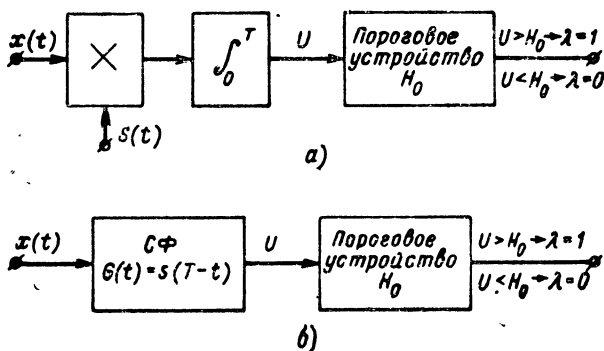 x(t)
×
∫₀ᵀ
U
Пороговое
устройство
H₀
U>H₀→λ=1
U<H₀→λ=0
s(t)
а)
x(t)
СФ
G(t)=s(T-t)
U
Пороговое
устройство
H₀
U>H₀→λ=1
U<H₀→λ=0
б)